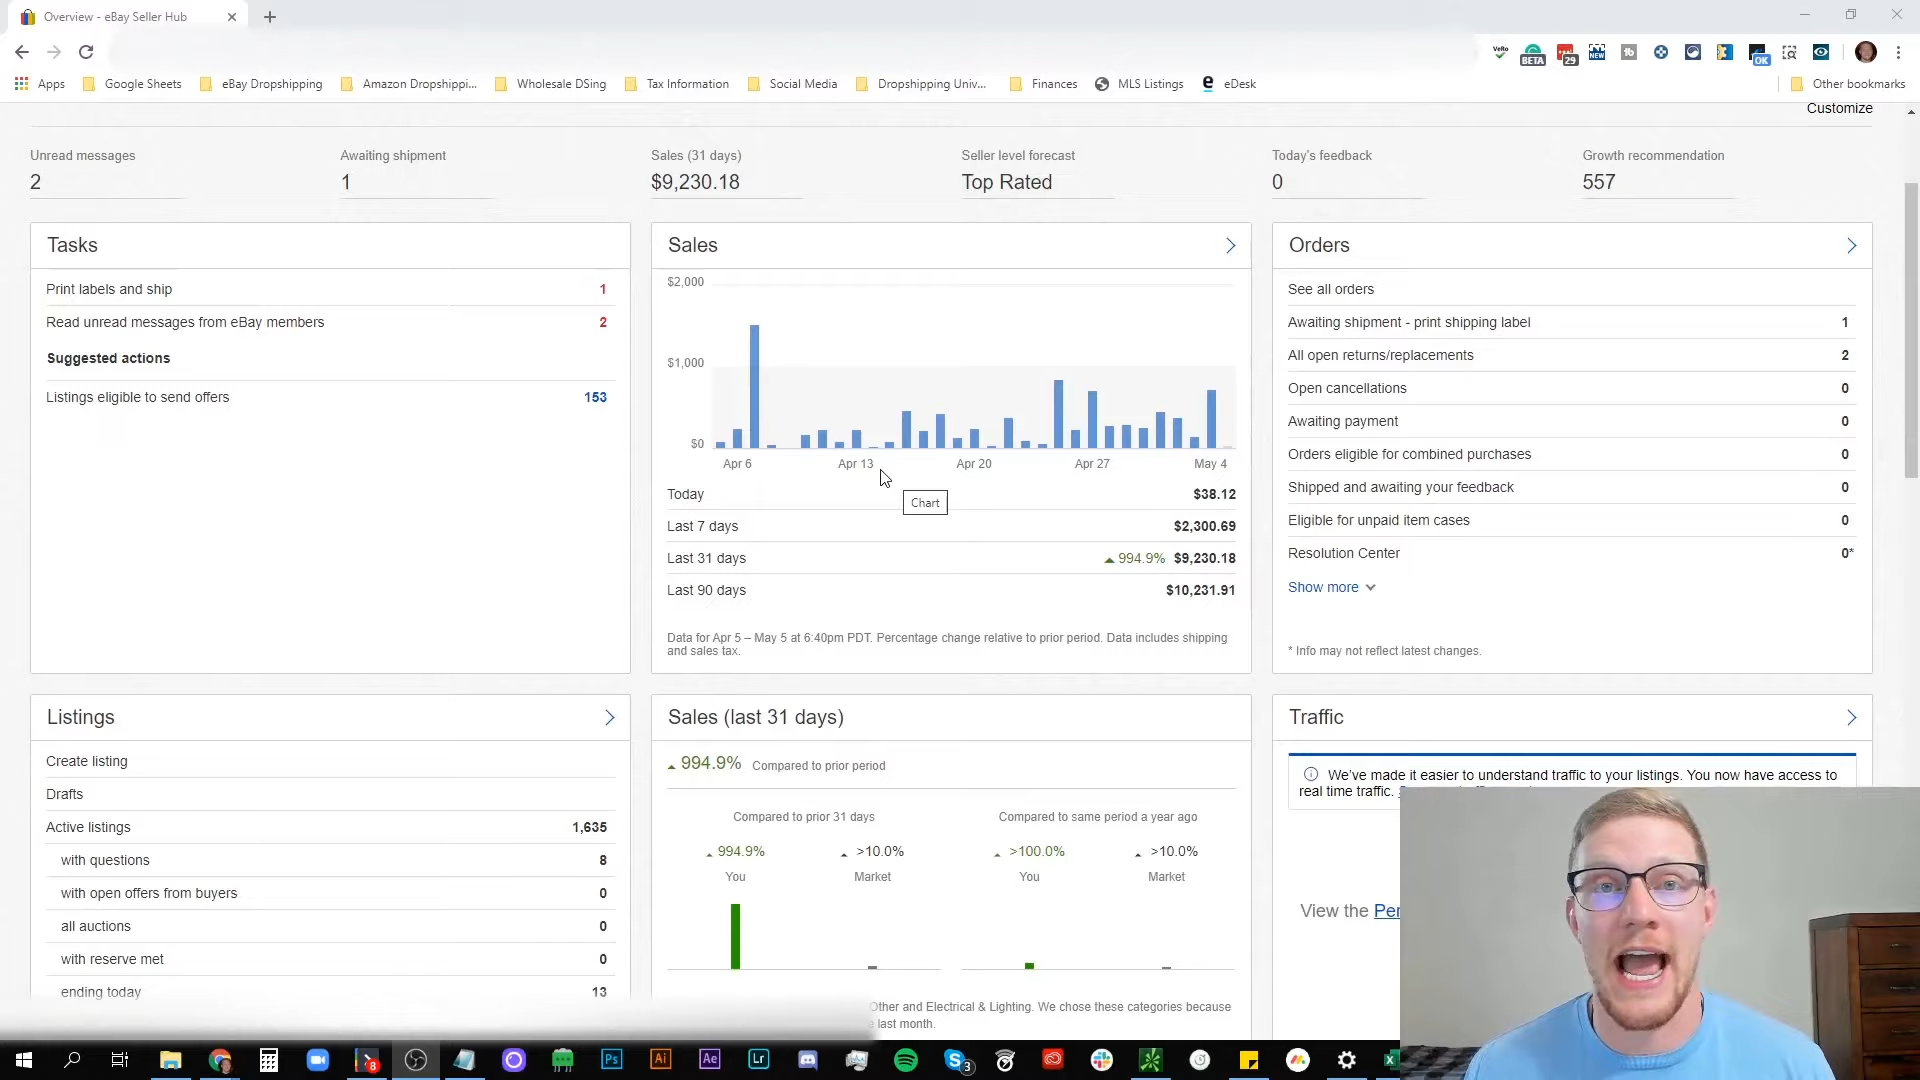 Overview - eBay Seller Hub
VeRo
BETA
29
NEW
OK
Apps
Google Sheets
eBay Dropshipping
Amazon Dropshippi...
Wholesale DSing
Tax Information
Social Media
Dropshipping Univ...
Finances
MLS Listings
eDesk
Other bookmarks
Customize
Unread messages
2
Awaiting shipment
1
Sales (31 days)
$9,230.18
Seller level forecast
Top Rated
Today's feedback
0
Growth recommendation
557
Tasks
Print labels and ship 1
Read unread messages from eBay members 2
Suggested actions
Listings eligible to send offers 153
Sales
$2,000
$1,000
$0
Apr 6 Apr 13 Apr 20 Apr 27 May 4
Chart
Today $38.12
Last 7 days $2,300.69
Last 31 days 994.9% $9,230.18
Last 90 days $10,231.91
Data for Apr 5 – May 5 at 6:40pm PDT. Percentage change relative to prior period. Data includes shipping
and sales tax.
Orders
See all orders
Awaiting shipment - print shipping label 1
All open returns/replacements 2
Open cancellations 0
Awaiting payment 0
Orders eligible for combined purchases 0
Shipped and awaiting your feedback 0
Eligible for unpaid item cases 0
Resolution Center 0*
Show more
* Info may not reflect latest changes.
Listings
Create listing
Drafts
Active listings 1,635
with questions 8
with open offers from buyers 0
all auctions 0
with reserve met 0
ending today 13
Sales (last 31 days)
994.9% Compared to prior period
Compared to prior 31 days
994.9% >10.0%
You Market
Compared to same period a year ago
>100.0% >10.0%
You Market
Other and Electrical & Lighting. We chose these categories because
last month.
Traffic
We've made it easier to understand traffic to your listings. You now have access to
real time traffic.
View the Per
8
Ps
Ai
Ae
Lr
3